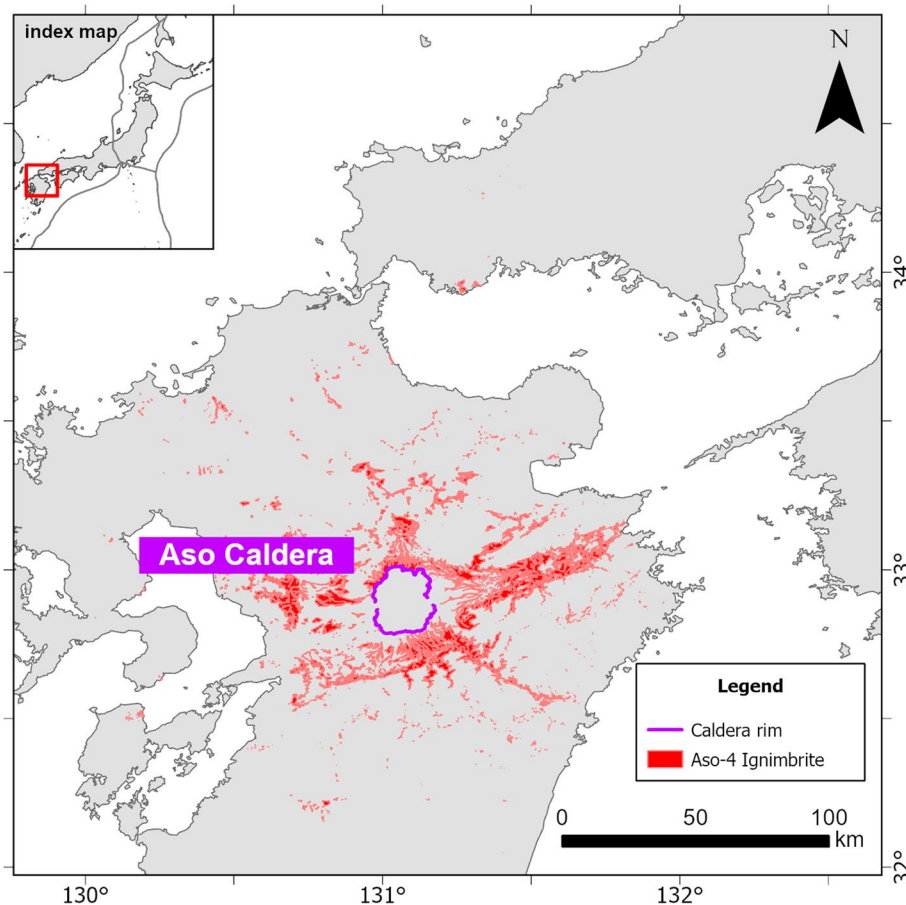 index map
N
34°
Aso Caldera
33°
Legend
Caldera rim
Aso-4 Ignimbrite
0 50 100
km
32°
130° 131° 132°